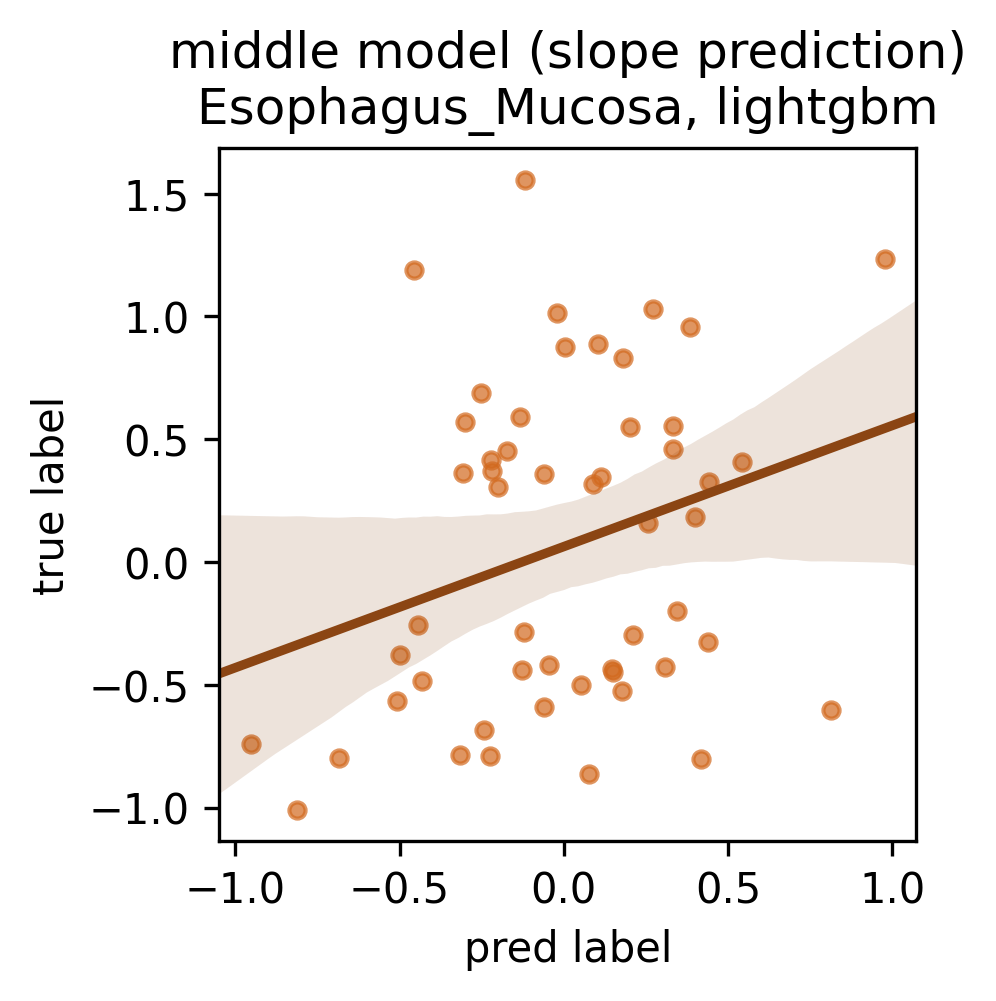 middle model (slope prediction)
Esophagus_Mucosa, lightgbm
1.5
1.0
0.5
0.0
−0.5
−1.0
true label
−1.0 −0.5 0.0 0.5 1.0
pred label